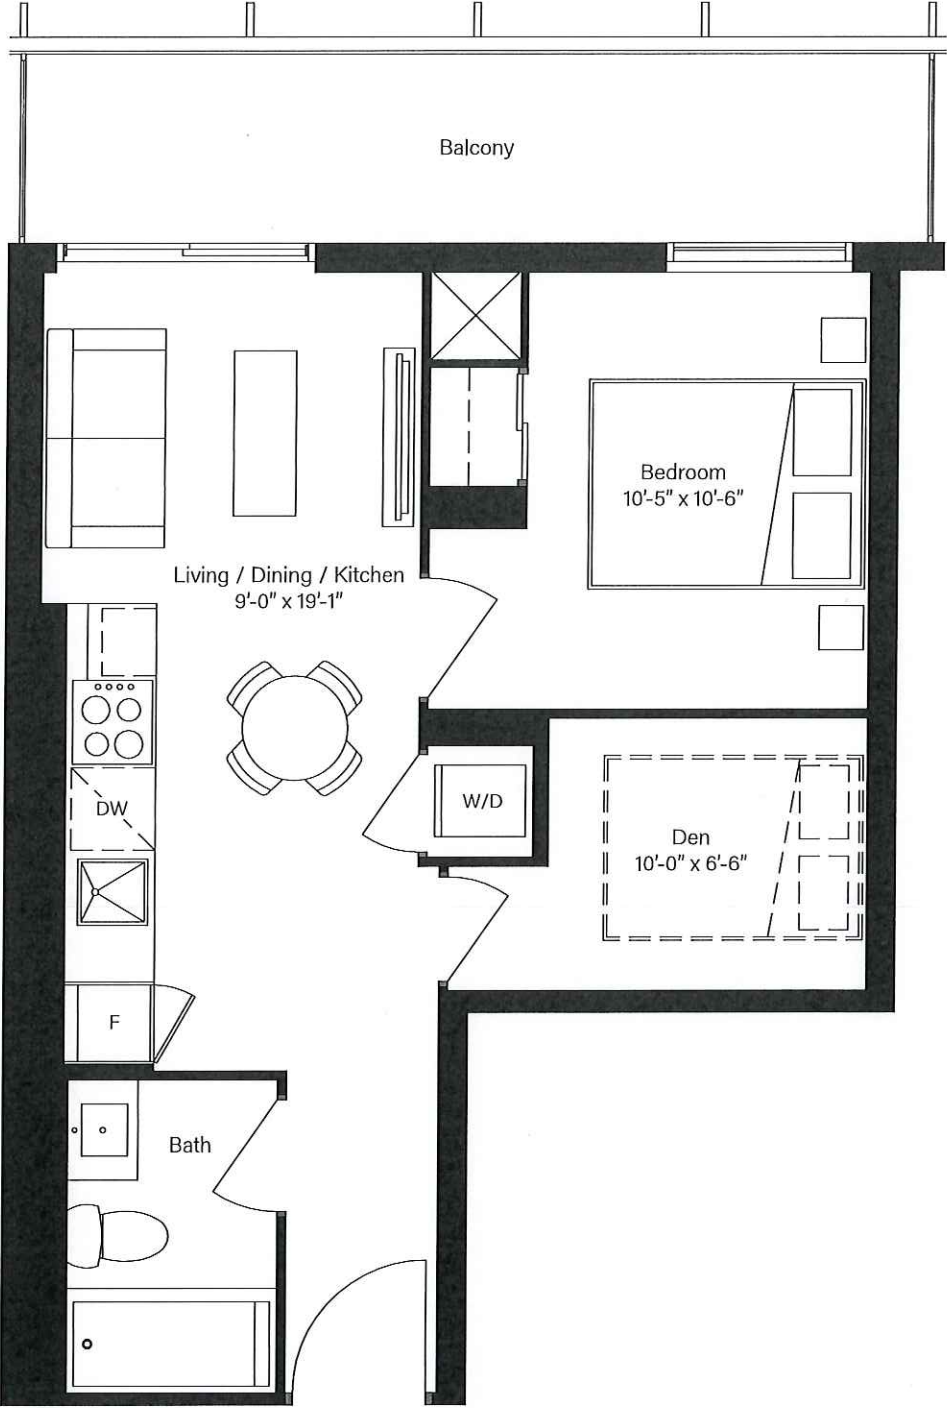 Balcony
Bedroom
10'-5" x 10'-6"
Living / Dining / Kitchen
9'-0" x 19'-1"
W/D
DW
Den
10'-0" x 6'-6"
F
Bath